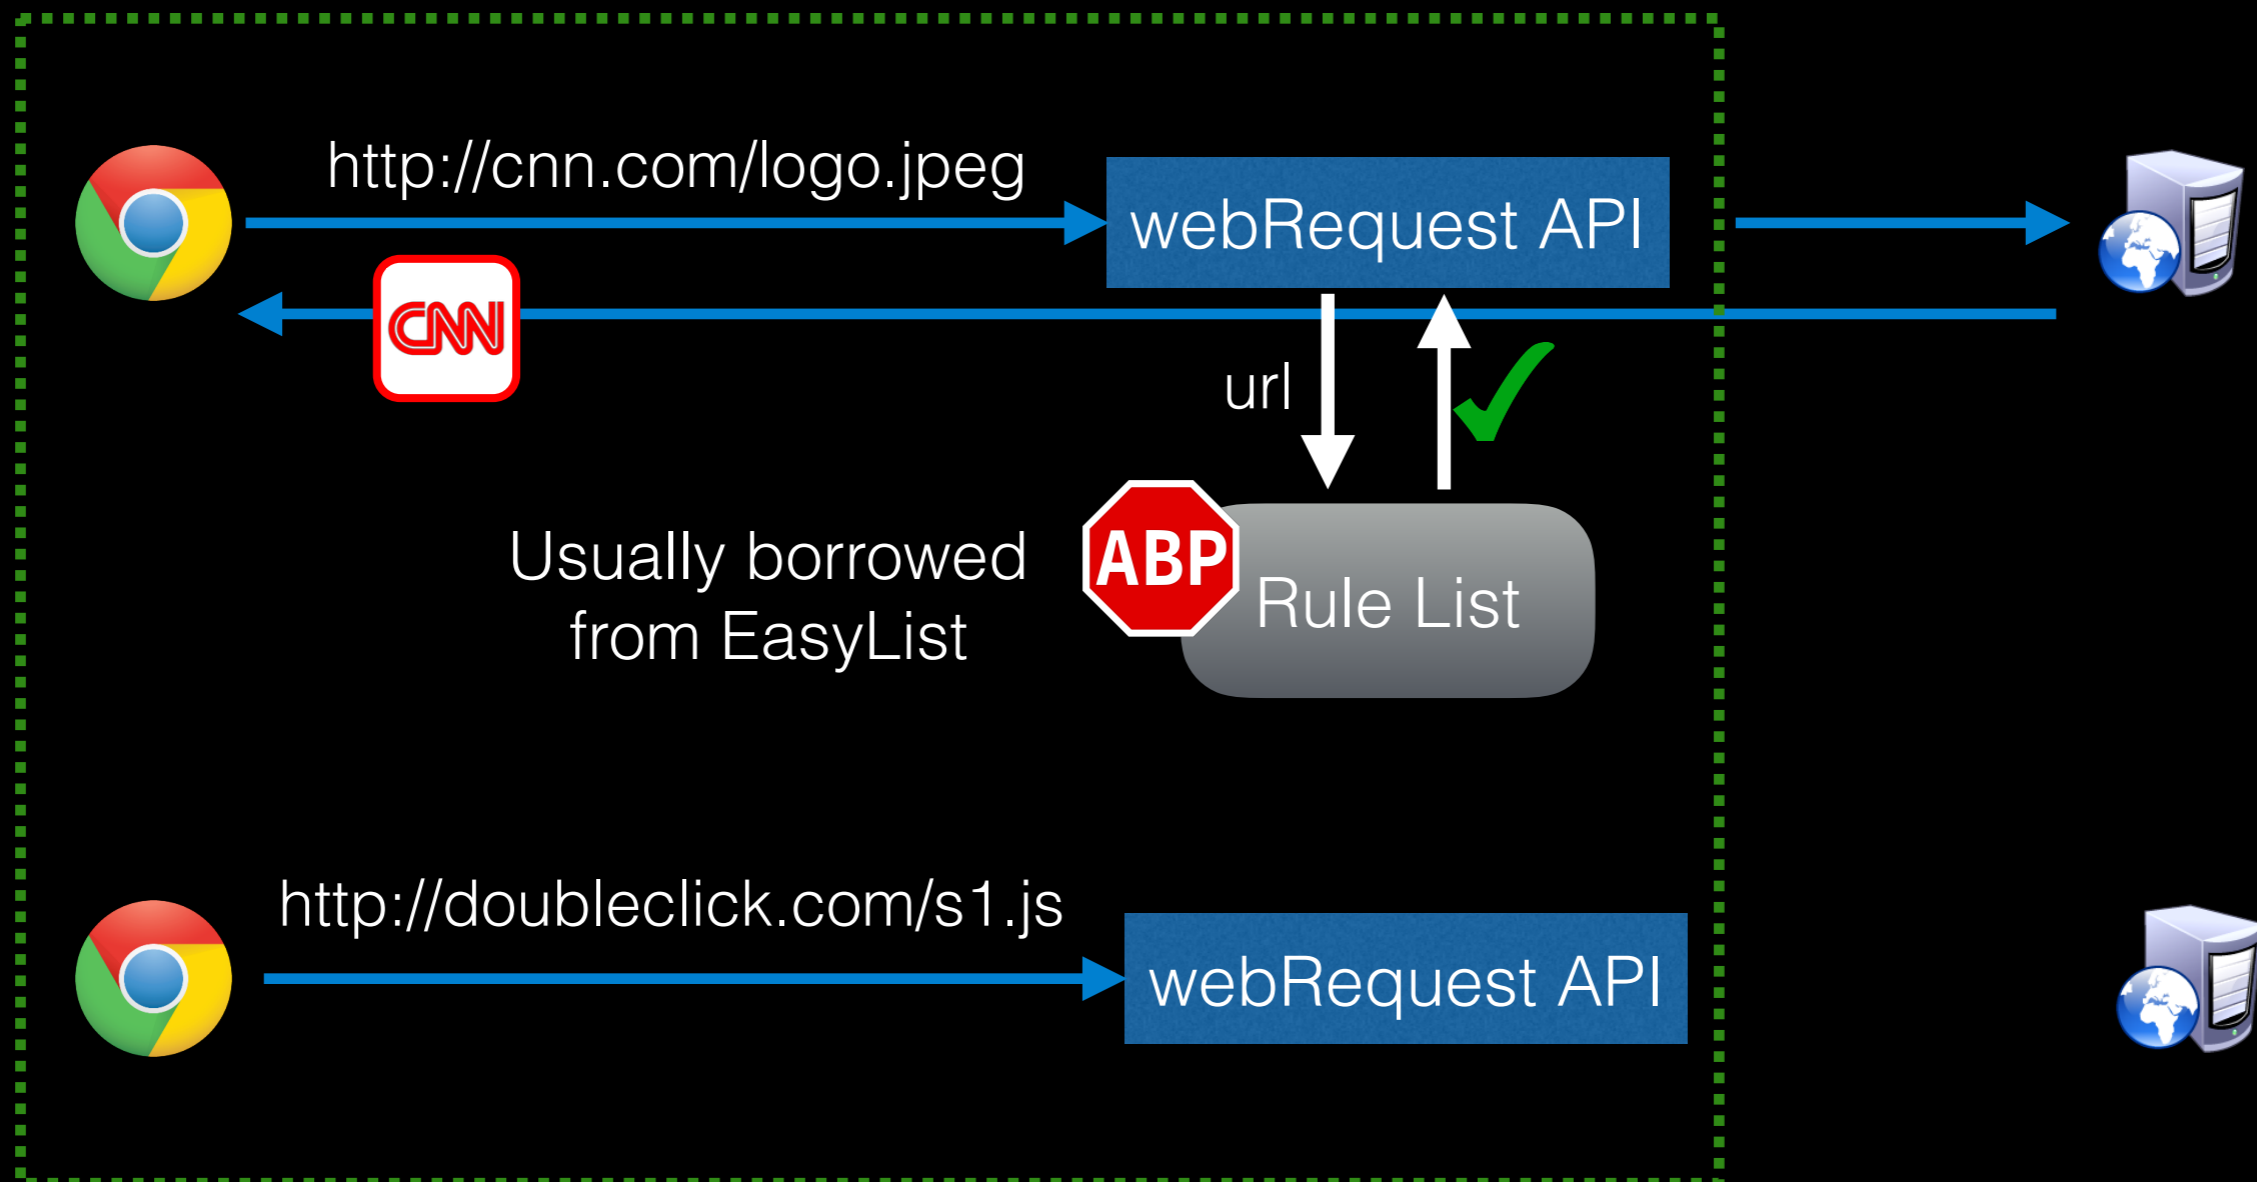 http://cnn.com/logo.jpeg
webRequest API
CNN
url
ABP
Usually borrowed
from EasyList
Rule List
http://doubleclick.com/s1.js
webRequest API